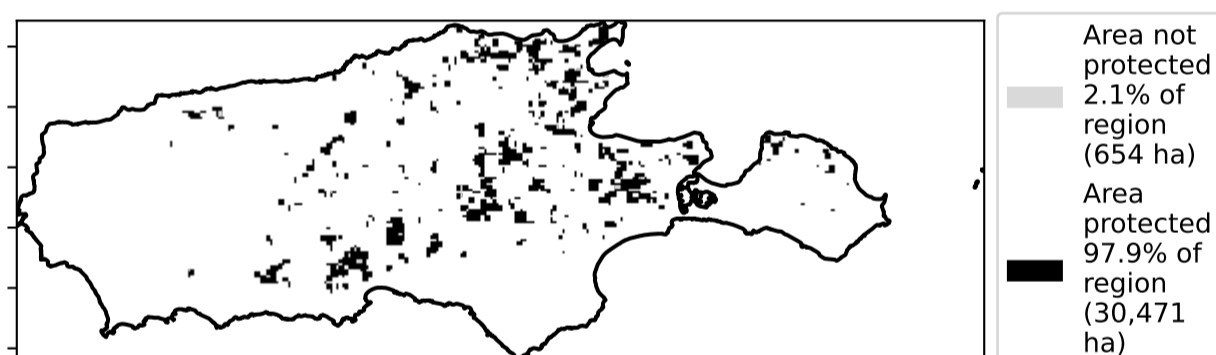 Area not
protected
2.1% of
region
(654 ha)
Area
protected
97.9% of
region
(30,471
ha)